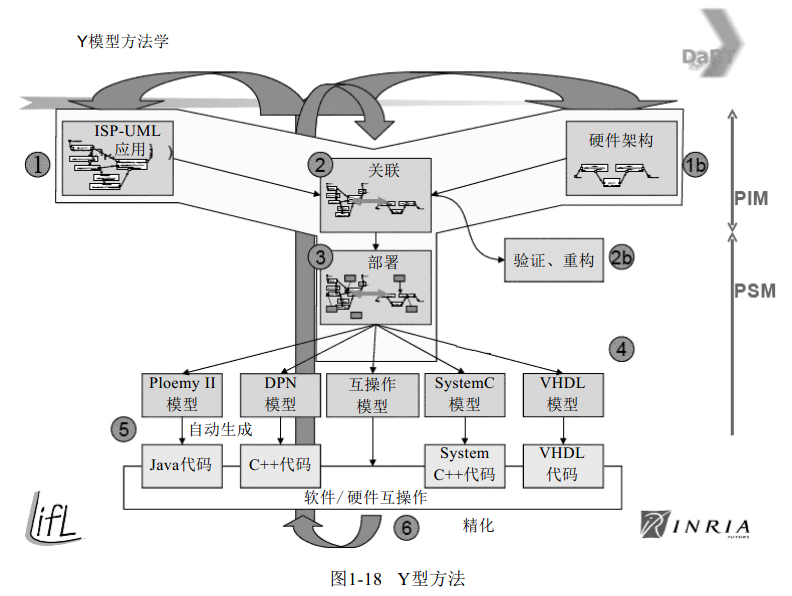 Y模型方法学
DaRT
ISP-UML
应用
1
2
关联
硬件架构
1b
PIM
3
部署
验证、重构
2b
PSM
4
Ploemy II
模型
DPN
模型
互操作
模型
SystemC
模型
VHDL
模型
5
自动生成
Java代码
C++代码
System
C++代码
VHDL
代码
软件/硬件互操作
6
精化
lifL
INRIA
图1-18 Y型方法